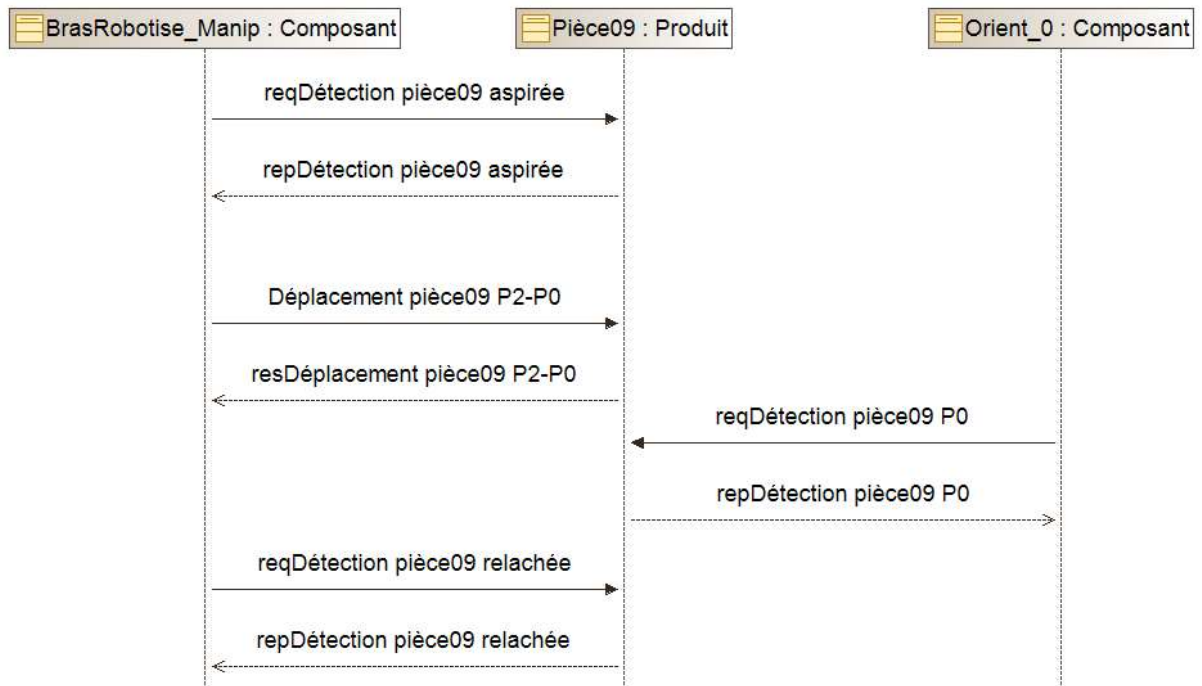 BrasRobotise_Manip : Composant
Pièce09 : Produit
Orient_0 : Composant
reqDétection pièce09 aspirée
repDétection pièce09 aspirée
Déplacement pièce09 P2-P0
resDéplacement pièce09 P2-P0
reqDétection pièce09 P0
repDétection pièce09 P0
reqDétection pièce09 relachée
repDétection pièce09 relachée